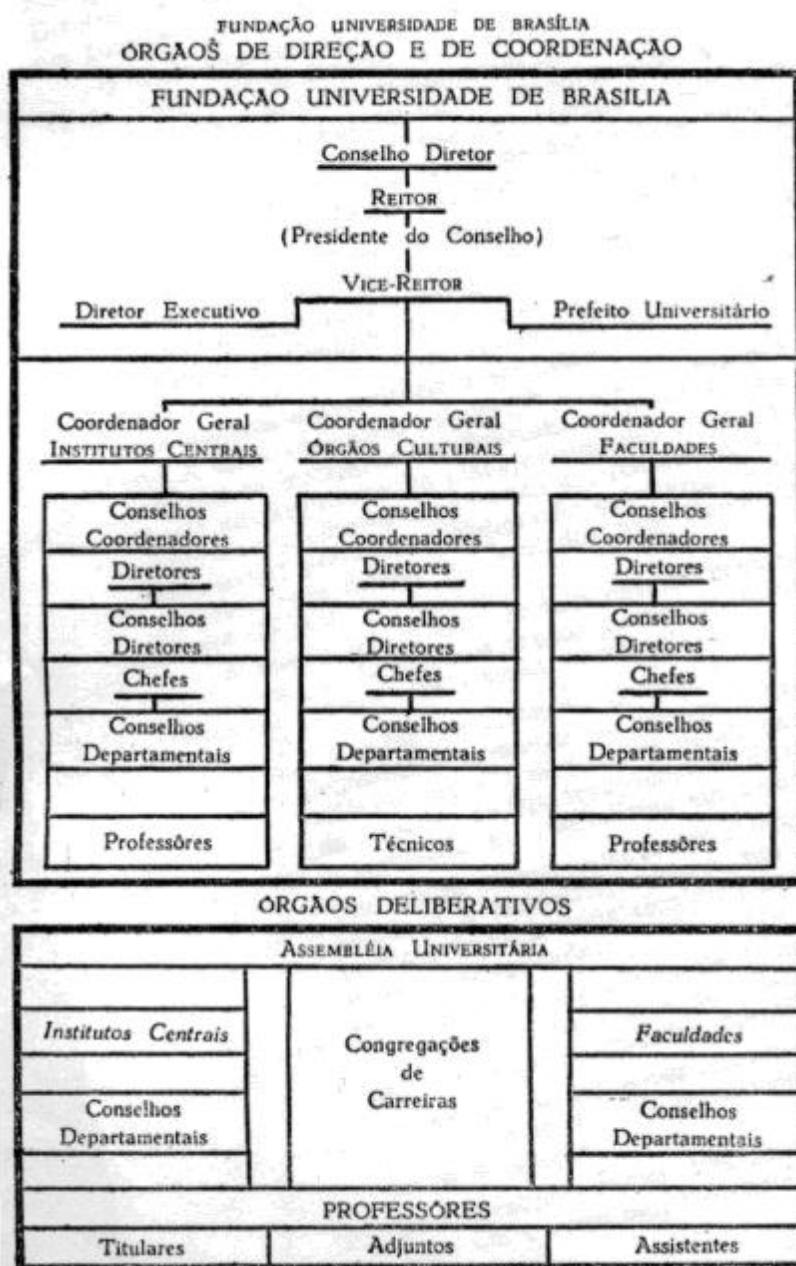 FUNDAÇÃO UNIVERSIDADE DE BRASÍLIA
ÓRGÃOS DE DIREÇÃO E DE COORDENAÇÃO
FUNDAÇÃO UNIVERSIDADE DE BRASILIA
Conselho Diretor
REITOR
(Presidente do Conselho)
VICE-REITOR
Diretor Executivo
Prefeito Universitário
Coordenador Geral
INSTITUTOS CENTRAIS
Conselhos
Coordenadores
Diretores
Conselhos
Diretores
Chefes
Conselhos
Departamentais
Professôres
Coordenador Geral
ÓRGÃOS CULTURAIS
Conselhos
Coordenadores
Diretores
Conselhos
Diretores
Chefes
Conselhos
Departamentais
Técnicos
Coordenador Geral
FACULDADES
Conselhos
Coordenadores
Diretores
Conselhos
Diretores
Chefes
Conselhos
Departamentais
Professôres
ÓRGÃOS DELIBERATIVOS
ASSEMBLÉIA UNIVERSITÁRIA
Institutos Centrais
Conselhos
Departamentais
Congregações
de
Carreiras
Faculdades
Conselhos
Departamentais
PROFESSÔRES
Titulares
Adjuntos
Assistentes